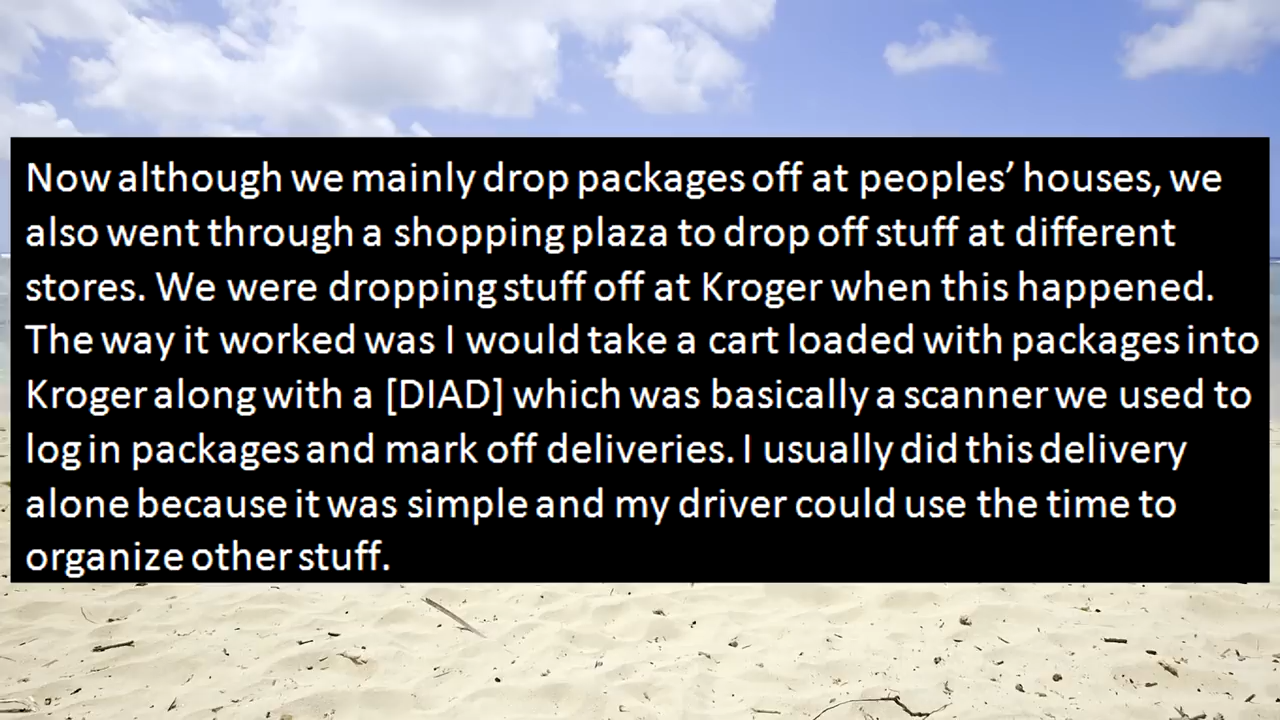 Now although we mainly drop packages off at peoples’ houses, we
also went through a shopping plaza to drop off stuff at different
stores. We were dropping stuff off at Kroger when this happened.
The way it worked was I would take a cart loaded with packages into
Kroger along with a [DIAD] which was basically a scanner we used to
log in packages and mark off deliveries. I usually did this delivery
alone because it was simple and my driver could use the time to
organize other stuff.